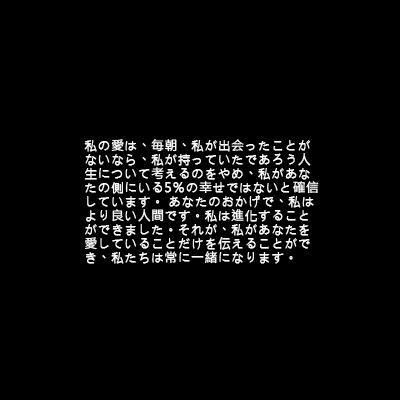 私の愛は、毎朝、私が出会ったことが
ないなら、私が持っていたであろう人
生について考えるのをやめ、私があな
たの側にいる5%の幸せではないと確信
しています。 あなたのおかげで、私は
より良い人間です。私は進化すること
ができました。それが、私があなたを
愛していることだけを伝えることがで
き、私たちは常に一緒になります。